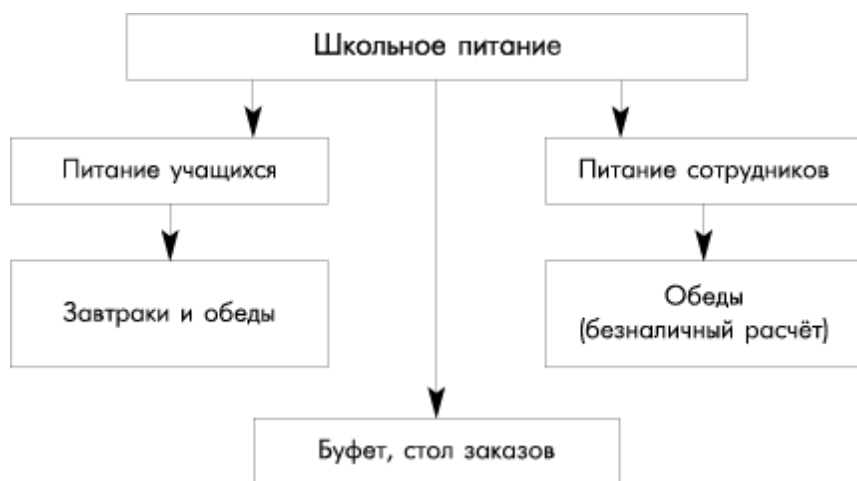 Школьное питание
Питание учащихся
Питание сотрудников
Завтраки и обеды
Обеды
(безналичный расчёт)
Буфет, стол заказов